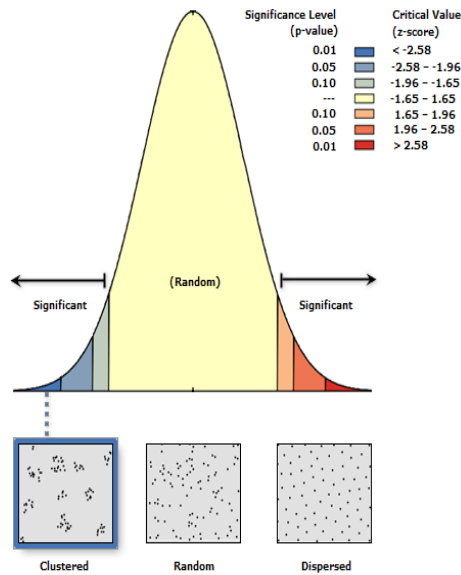 Significance Level Critical Value
(p-value) (z-score)
0.01 < -2.58
0.05 -2.58 – -1.96
0.10 -1.96 – -1.65
--- -1.65 – 1.65
0.10 1.65 – 1.96
0.05 1.96 – 2.58
0.01 > 2.58
(Random)
Significant Significant
Clustered Random Dispersed